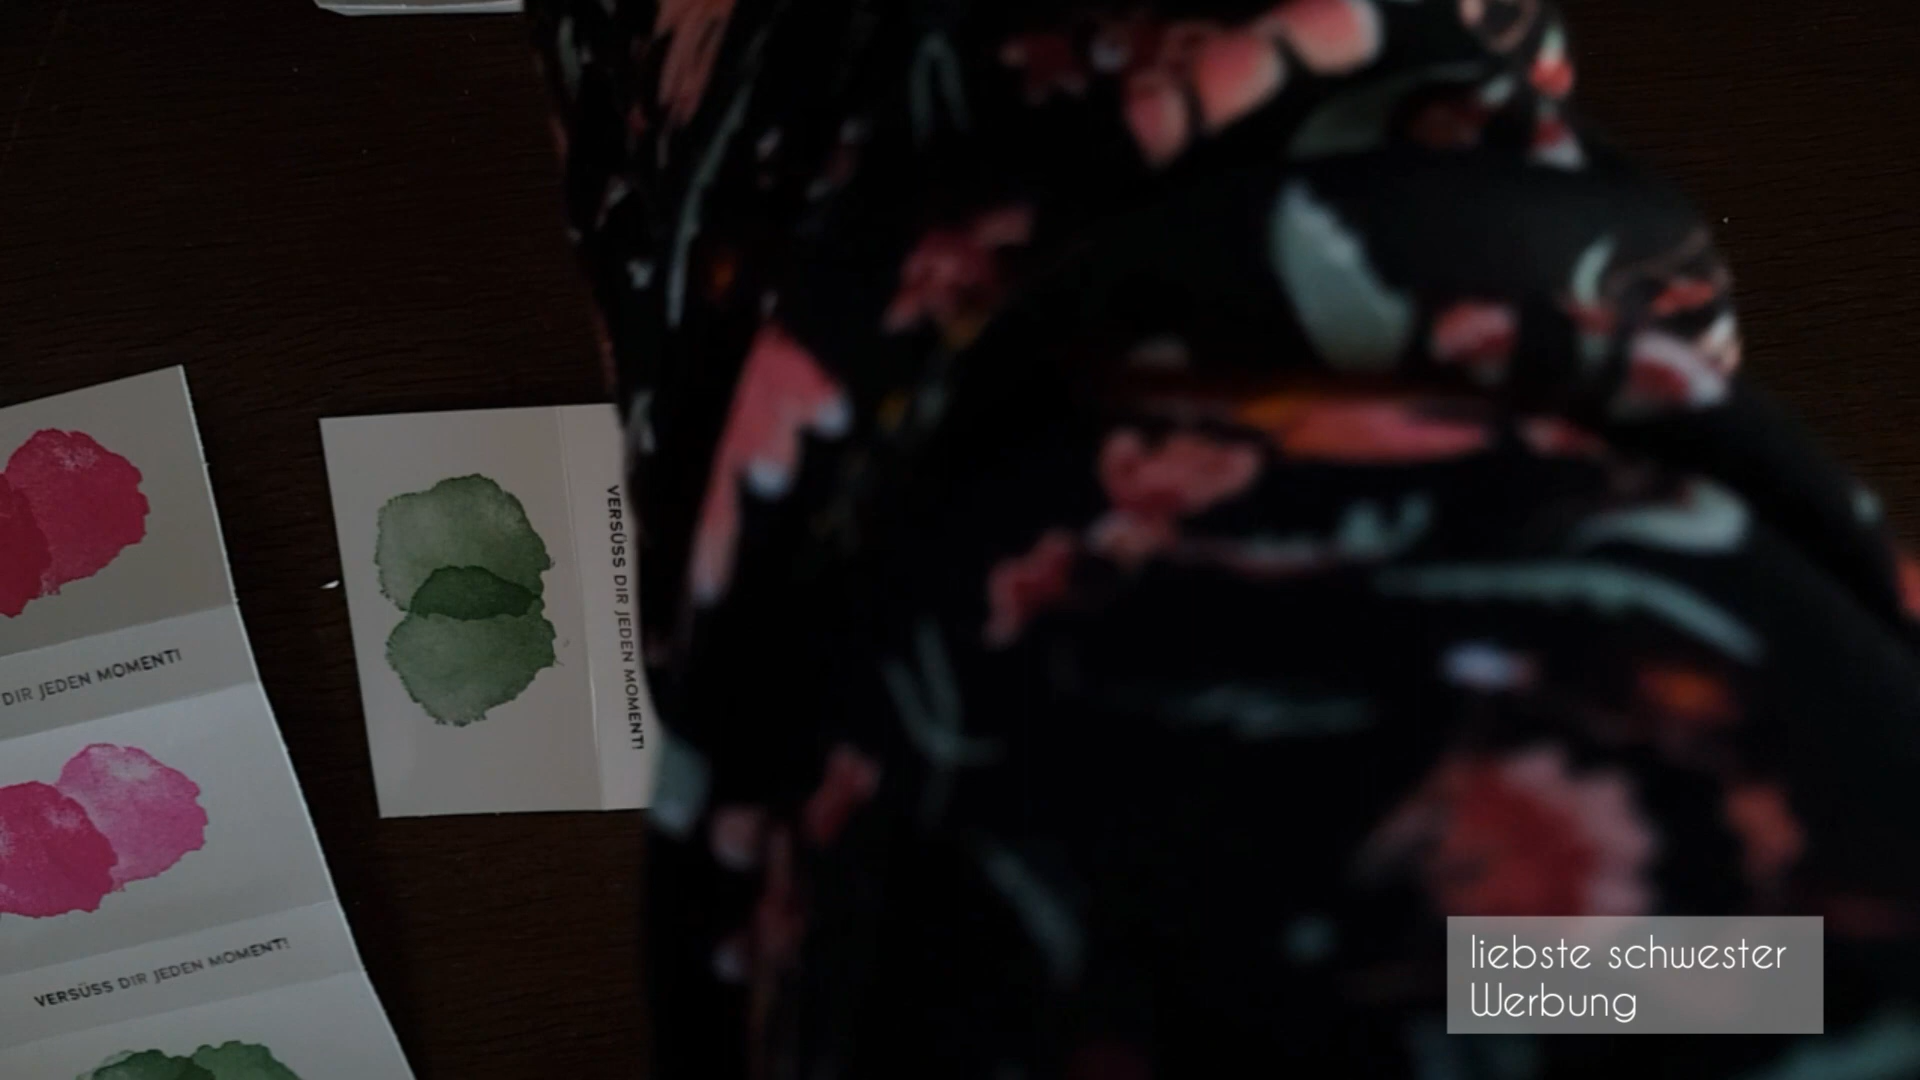 VERSÜSS DIR JEDEN MOMENT!
DIR JEDEN MOMENT!
VERSÜSS DIR JEDEN MOMENT!
liebste schwester
Werbung